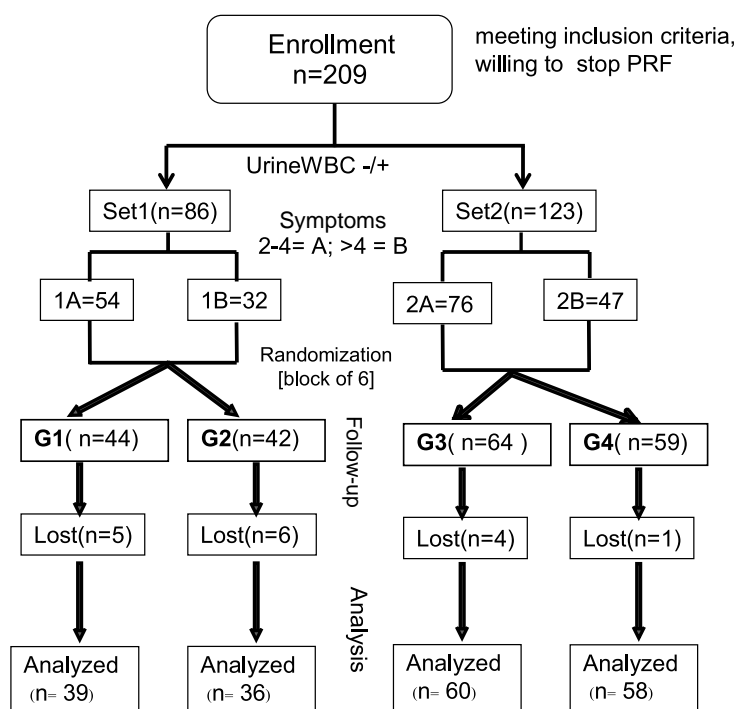 Enrollment
n=209
meeting inclusion criteria,
willing to stop PRF
UrineWBC -/+
Set1(n=86)
Set2(n=123)
Symptoms
2-4= A; >4 = B
1A=54
1B=32
2A=76
2B=47
Randomization
[block of 6]
G1( n=44)
G2(n=42)
G3( n=64 )
G4(n=59)
Follow-up
Lost(n=5)
Lost(n=6)
Lost(n=4)
Lost(n=1)
Analysis
Analyzed
(n= 39)
Analyzed
(n= 36)
Analyzed
(n= 60)
Analyzed
(n= 58)